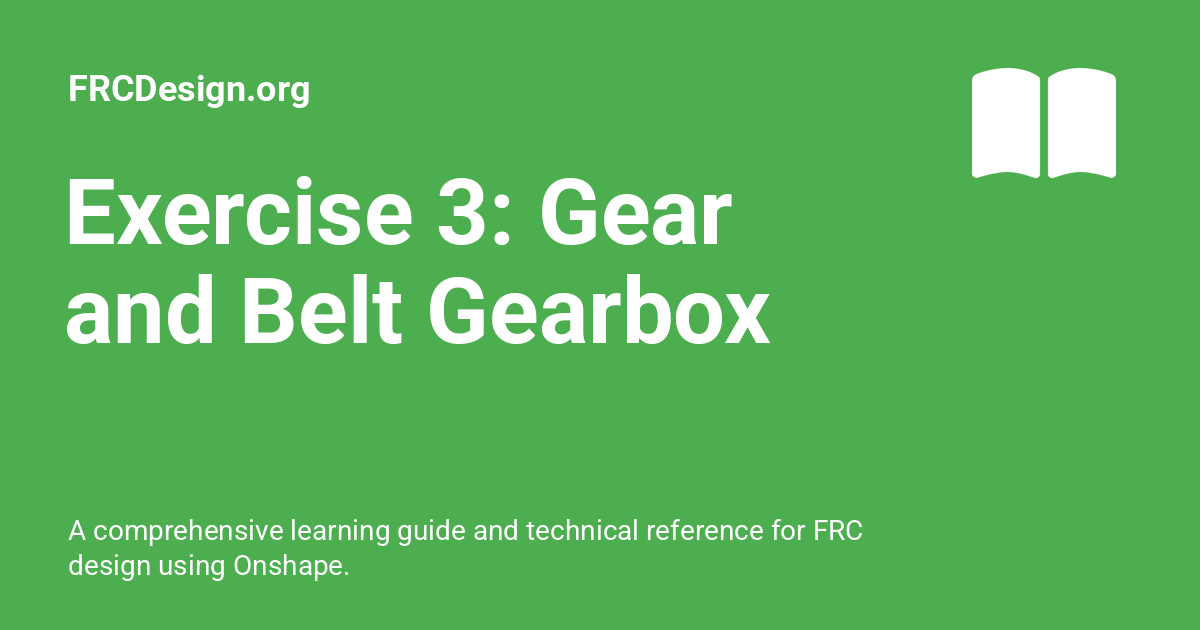 FRCDesign.org
Exercise 3: Gear
and Belt Gearbox
A comprehensive learning guide and technical reference for FRC
design using Onshape.